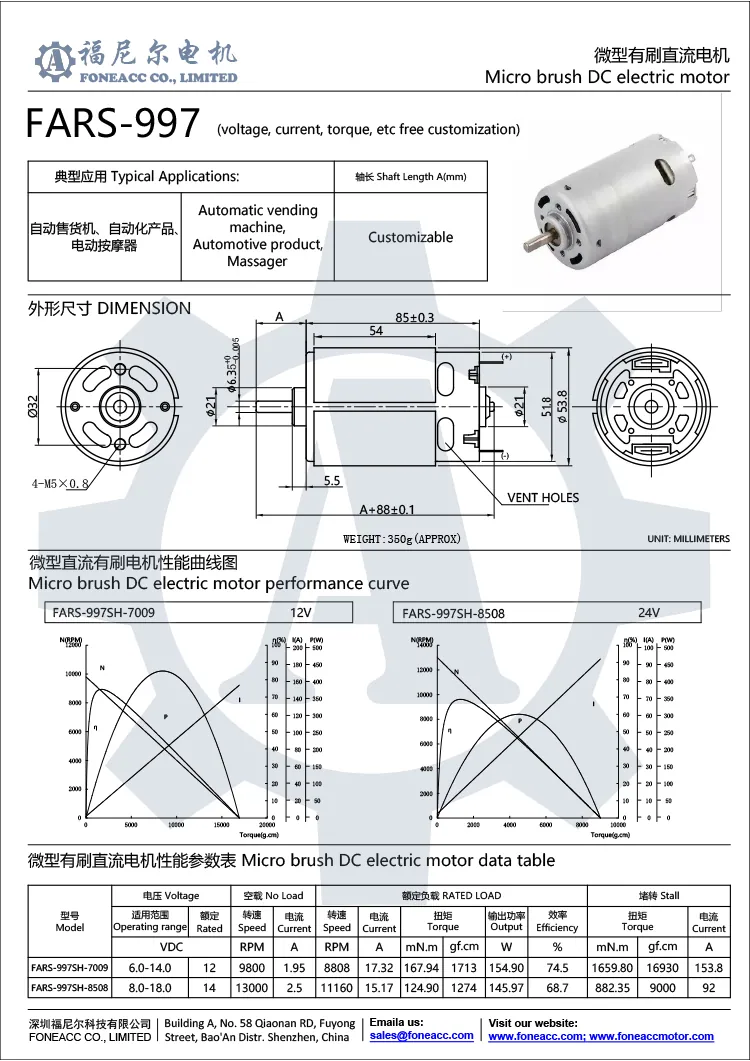 福尼尔电机
FONEACC CO., LIMITED
微型有刷直流电机
Micro brush DC electric motor
FARS-997 (voltage, current, torque, etc free customization)
典型应用 Typical Applications:
轴长 Shaft Length A(mm)
自动售货机、自动化产品、
电动按摩器
Automatic vending
machine,
Automotive product,
Massager
Customizable
外形尺寸 DIMENSION
A
85±0.3
54
Ø32
4-M5×0.8
ϕ21
ϕ6.35+0 -0.005
(+)
(-)
ϕ21
51.8
ϕ53.8
5.5
A+88±0.1
VENT HOLES
WEIGHT:350g(APPROX)
UNIT: MILLIMETERS
微型直流有刷电机性能曲线图
Micro brush DC electric motor performance curve
FARS-997SH-7009 12V
FARS-997SH-8508 24V
N(RPM) η(%) I(A) P(W)
12000 100 200 500
10000 90 180 450
8000 80 160 400
6000 70 140 350
4000 60 120 300
2000 50 100 250
0 40 80 200
30 60 150
20 40 100
10 20 50
0 0 0
N
η
P
I
0 5000 10000 15000 20000
Torque(g.cm)
N(RPM) η(%) I(A) P(W)
14000 100 100 500
12000 90 90 450
10000 80 80 400
8000 70 70 350
6000 60 60 300
4000 50 50 250
2000 40 40 200
0 30 30 150
20 20 100
10 10 50
0 0 0
N
η
P
I
0 2000 4000 6000 8000 10000
Torque(g.cm)
微型有刷直流电机性能参数表 Micro brush DC electric motor data table
型号
Model
电压 Voltage
空载 No Load
额定负载 RATED LOAD
堵转 Stall
适用范围
Operating range
额定
Rated
转速
Speed
电流
Current
转速
Speed
电流
Current
扭矩
Torque
输出功率
Output
效率
Efficiency
扭矩
Torque
电流
Current
VDC RPM A RPM A mN.m gf.cm W % mN.m gf.cm A
FARS-997SH-7009 6.0-14.0 12 9800 1.95 8808 17.32 167.94 1713 154.90 74.5 1659.80 16930 153.8
FARS-997SH-8508 8.0-18.0 14 13000 2.5 11160 15.17 124.90 1274 145.97 68.7 882.35 9000 92
深圳福尼尔科技有限公司
FONEACC CO., LIMITED
Building A, No. 58 Qiaonan RD, Fuyong
Street, Bao'An Distr. Shenzhen, China
Emaila us:
sales@foneacc.com
Visit our website:
www.foneacc.com; www.foneaccmotor.com